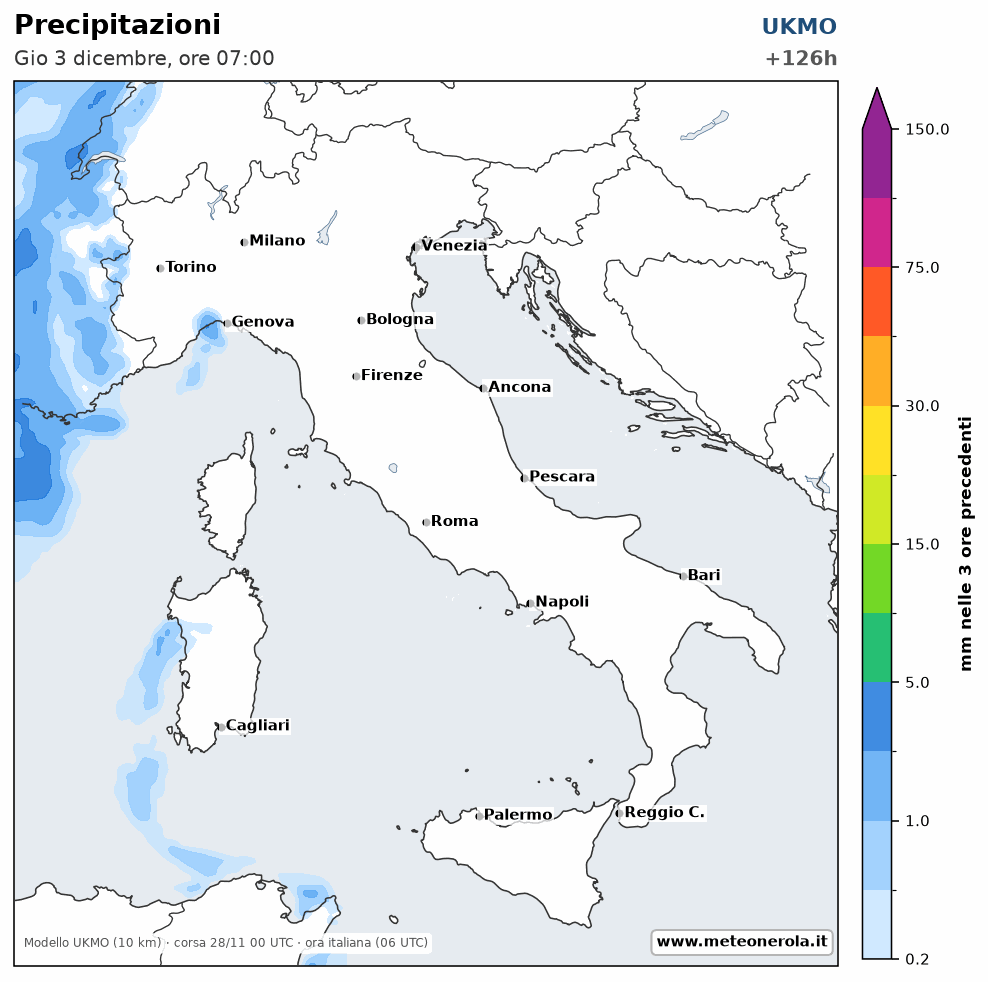 Precipitazioni
UKMO
Gio 3 dicembre, ore 07:00
+126h
150.0
75.0
30.0
15.0
5.0
1.0
0.2
mm nelle 3 ore precedenti
Milano
Venezia
Torino
Genova
Bologna
Firenze
Ancona
Pescara
Roma
Bari
Napoli
Cagliari
Palermo
Reggio C.
Modello UKMO (10 km) · corsa 28/11 00 UTC · ora italiana (06 UTC)
www.meteonerola.it